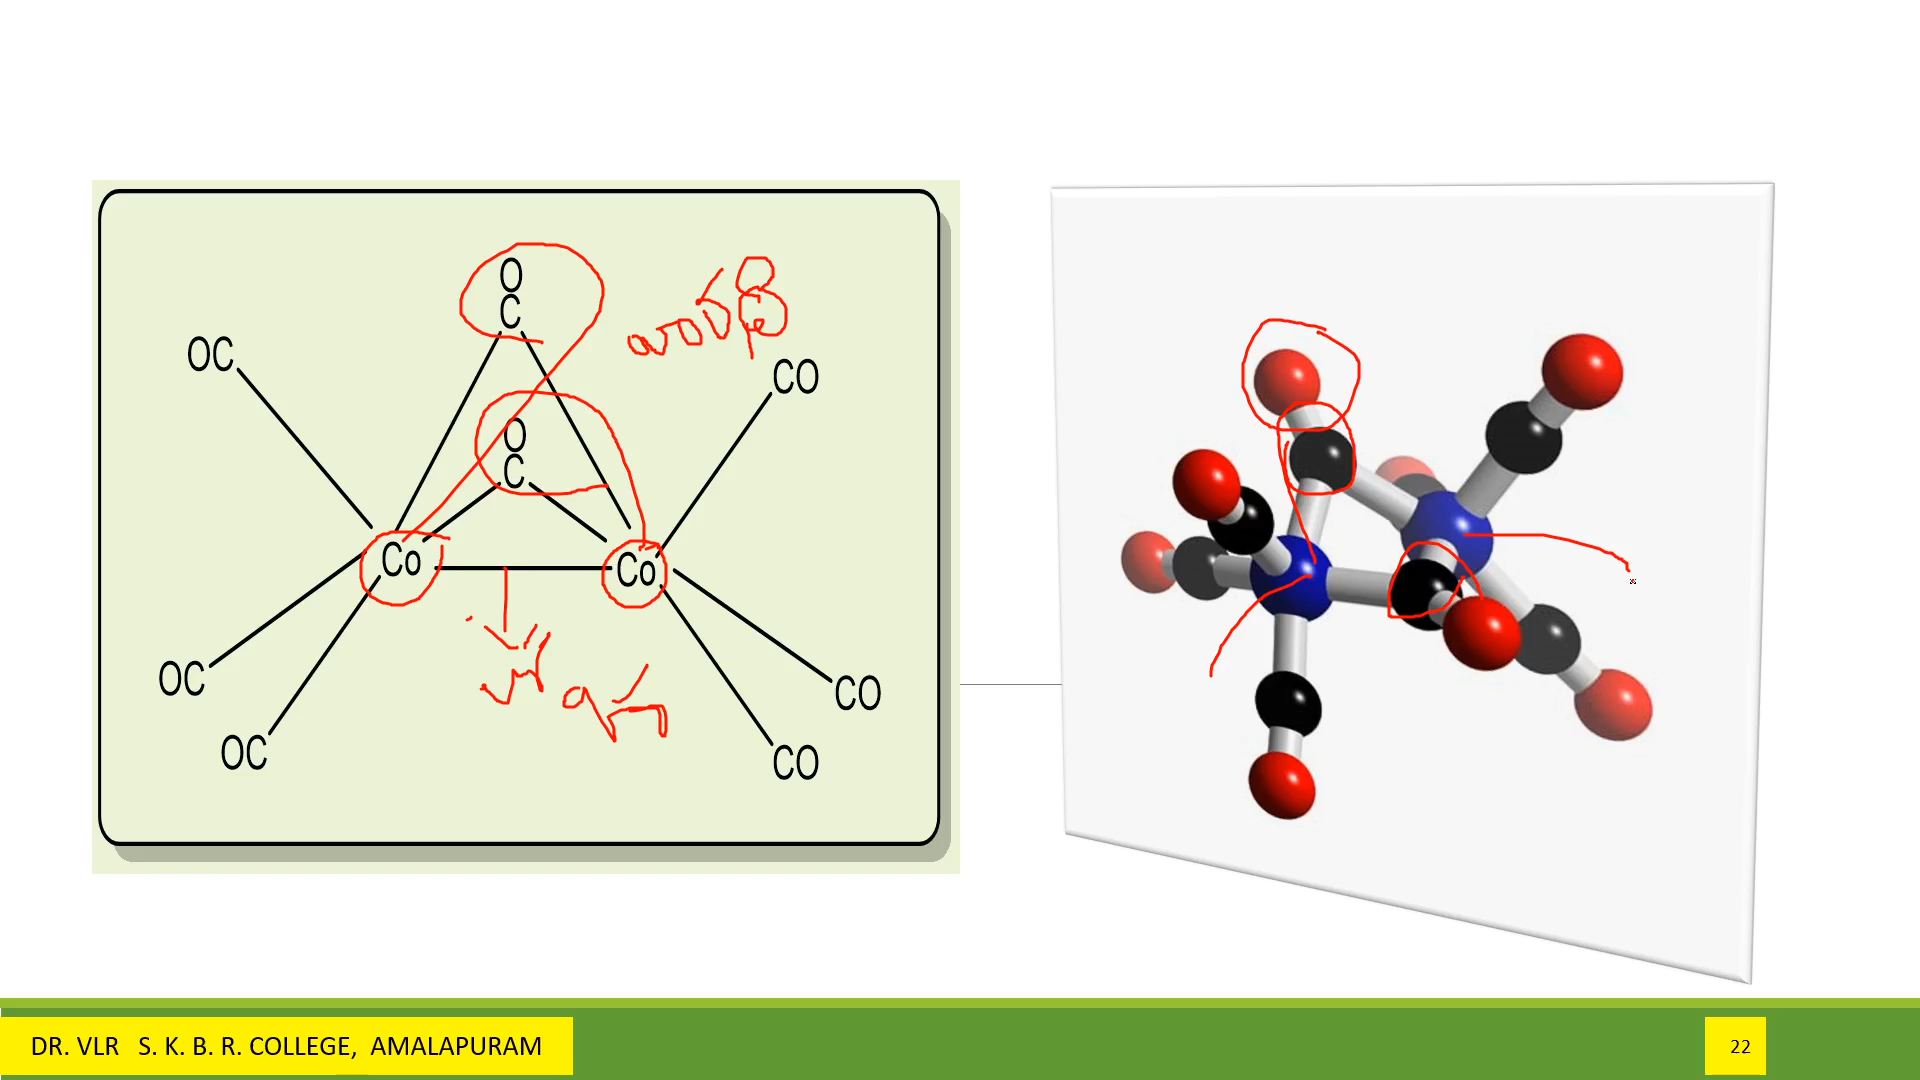 O
C
OC
CO
O
C
Co
Co
OC
CO
OC
CO
DR. VLR S. K. B. R. COLLEGE, AMALAPURAM
22